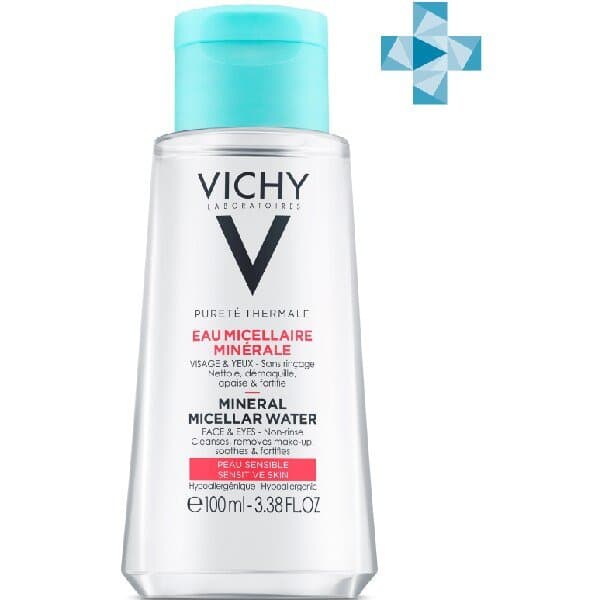 VICHY
LABORATOIRES
V
PURETÉ THERMALE
EAU MICELLAIRE
MINÉRALE
VISAGE & YEUX - Sans rinçage
Nettoie, démaquille,
apaise & fortifie
MINERAL
MICELLAR WATER
FACE & EYES - Non-rinse
Cleanses, removes make-up,
soothes & fortifies
PEAU SENSIBLE
SENSITIVE SKIN
Hypoallergénique Hypoallergenic
℮100 ml - 3.38 FL.OZ